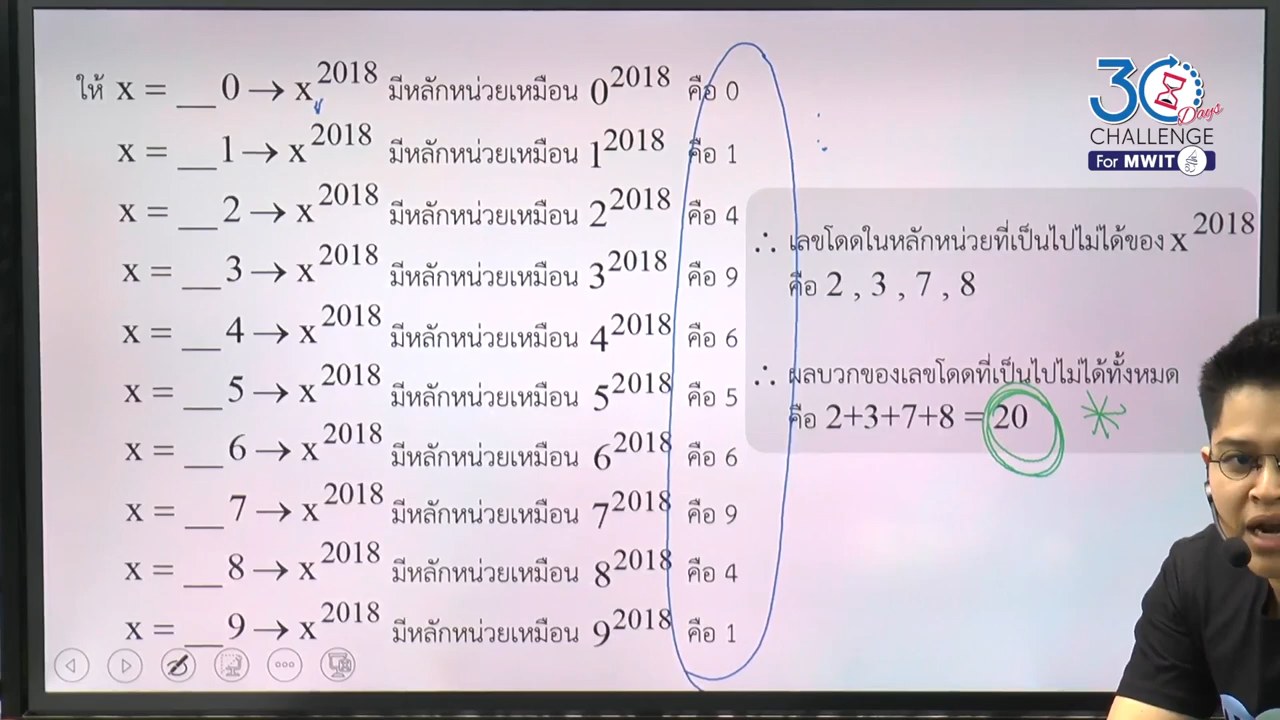 ให้ x = __0 → x^2018 มีหลักหน่วยเหมือน 0^2018 คือ 0
x = __1 → x^2018 มีหลักหน่วยเหมือน 1^2018 คือ 1
x = __2 → x^2018 มีหลักหน่วยเหมือน 2^2018 คือ 4
x = __3 → x^2018 มีหลักหน่วยเหมือน 3^2018 คือ 9
x = __4 → x^2018 มีหลักหน่วยเหมือน 4^2018 คือ 6
x = __5 → x^2018 มีหลักหน่วยเหมือน 5^2018 คือ 5
x = __6 → x^2018 มีหลักหน่วยเหมือน 6^2018 คือ 6
x = __7 → x^2018 มีหลักหน่วยเหมือน 7^2018 คือ 9
x = __8 → x^2018 มีหลักหน่วยเหมือน 8^2018 คือ 4
x = __9 → x^2018 มีหลักหน่วยเหมือน 9^2018 คือ 1
30 Days
CHALLENGE
For MWIT
∴ เลขโดดในหลักหน่วยที่เป็นไปไม่ได้ของ x^2018
คือ 2 , 3 , 7 , 8
∴ ผลบวกของเลขโดดที่เป็นไปไม่ได้ทั้งหมด
คือ 2+3+7+8 = 20